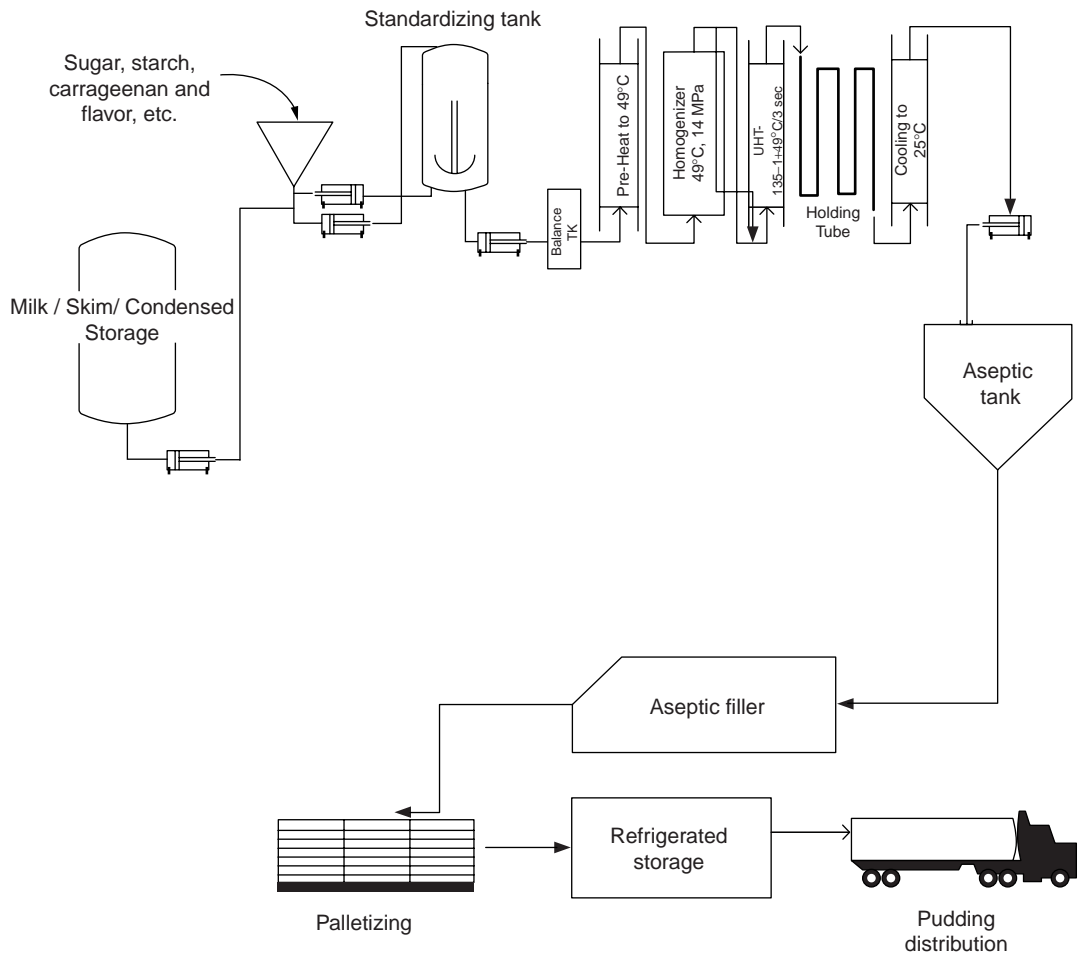 Standardizing tank
Sugar, starch,
carrageenan and
flavor, etc.
Milk / Skim/ Condensed
Storage
Balance
TK
Pre-Heat to 49°C
Homogenizer
49°C, 14 MPa
UHT-
135–1+49°C/3 sec
Holding
Tube
Cooling to
25°C
Aseptic
tank
Aseptic filler
Palletizing
Refrigerated
storage
Pudding
distribution